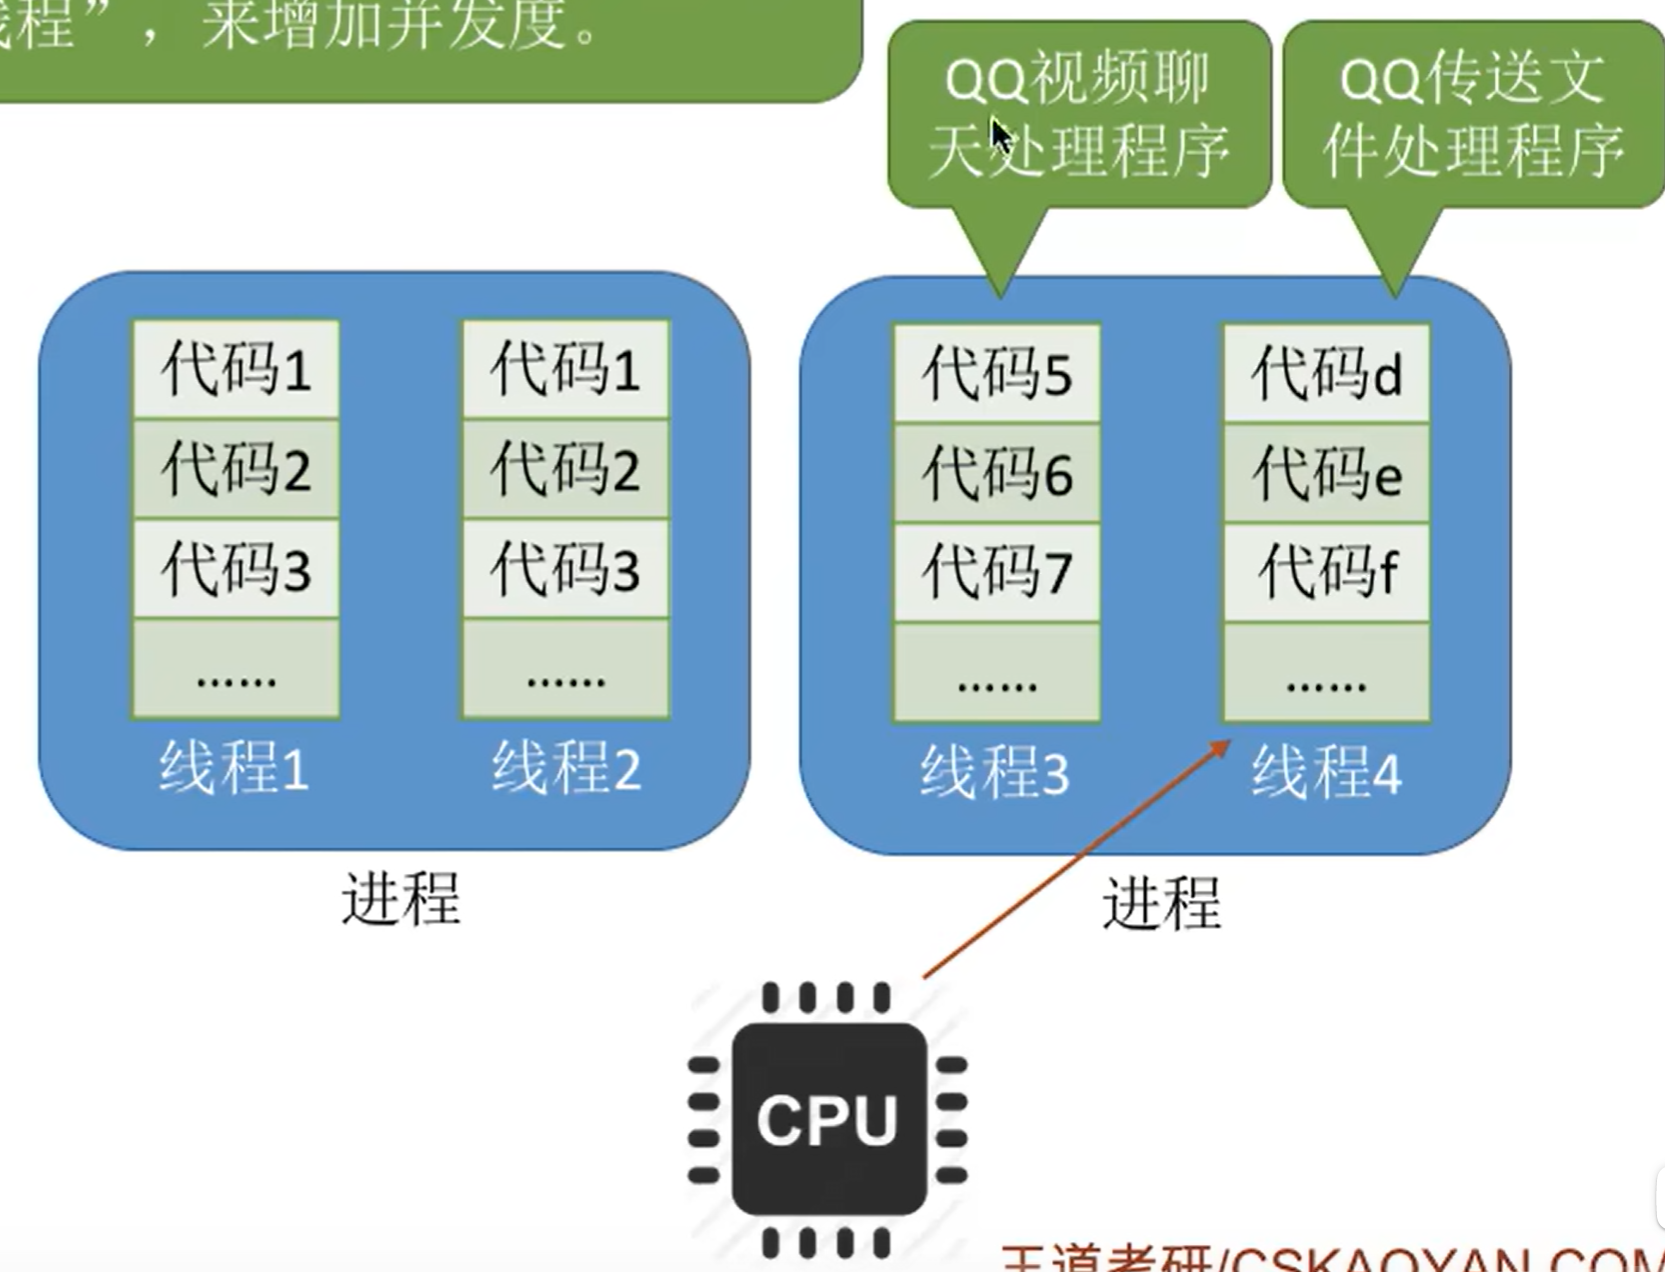 线程”，来增加并发度。
QQ视频聊
天处理程序
QQ传送文
件处理程序
代码1
代码2
代码3
……
线程1
代码1
代码2
代码3
……
线程2
进程
代码5
代码6
代码7
……
线程3
代码d
代码e
代码f
……
线程4
进程
CPU
王道考研/CSKAOYAN.COM